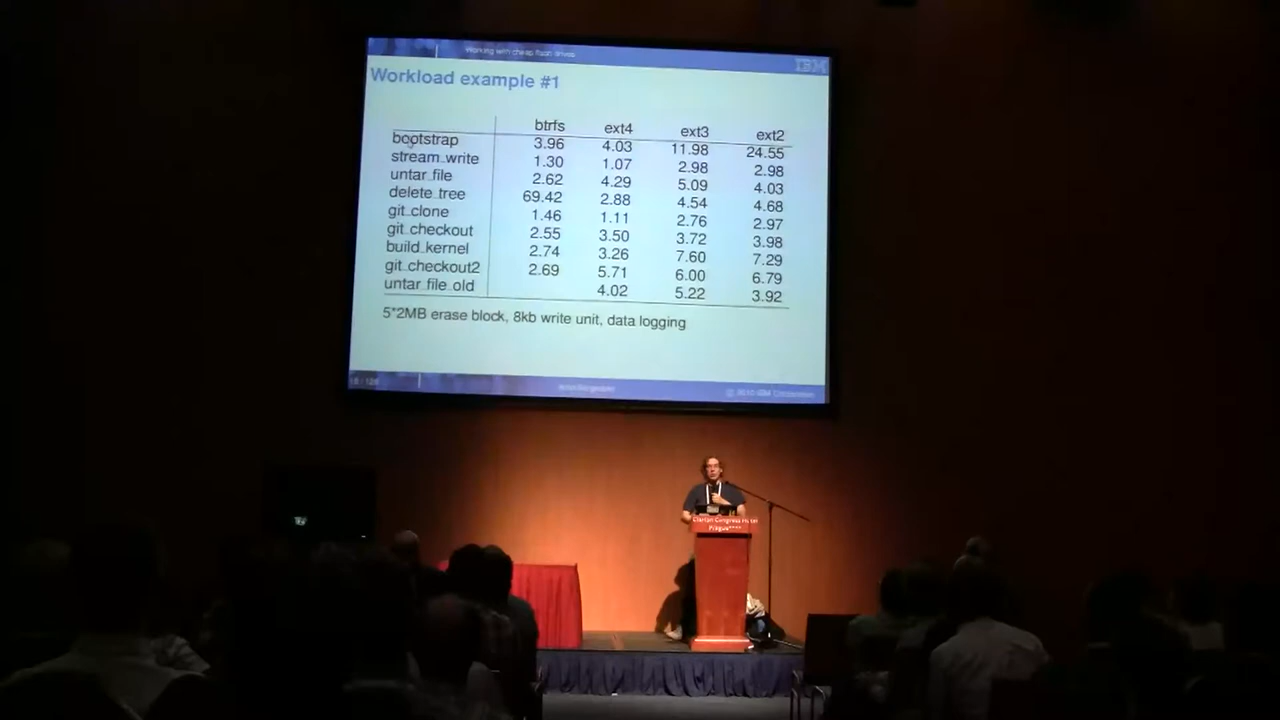 Working with cheap flash drives
IBM
Workload example #1
btrfs ext4 ext3 ext2
bootstrap 3.96 4.03 11.98 24.55
stream_write 1.30 1.07 2.98 2.98
untar_file 2.62 4.29 5.09 4.03
delete_tree 69.42 2.88 4.54 4.68
git_clone 1.46 1.11 2.76 2.97
git_checkout 2.55 3.50 3.72 3.98
build_kernel 2.74 3.26 7.60 7.29
git_checkout2 2.69 5.71 6.00 6.79
untar_file_old 4.02 5.22 3.92
5*2MB erase block, 8kb write unit, data logging
© 2010 IBM Corporation
Clarion Congress Hotel
Prague****